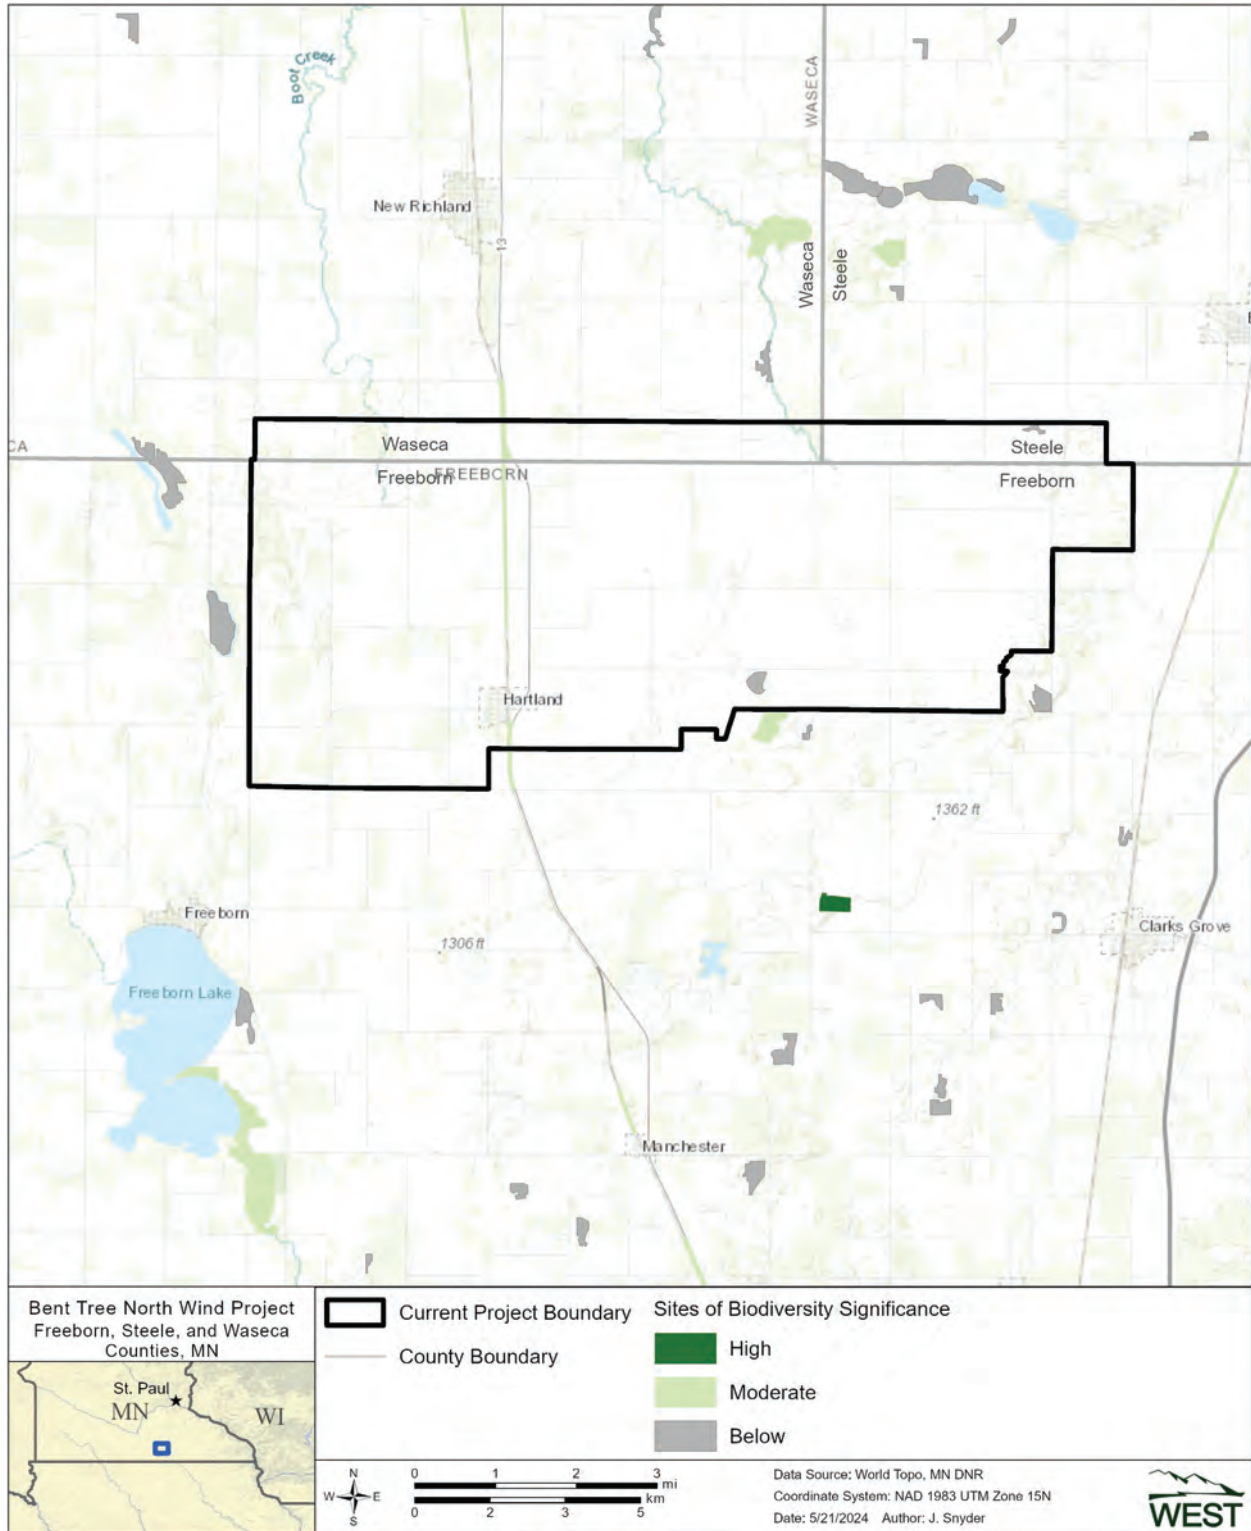 Boot Creek
WASECA
New Richland
13
Waseca
Steele
CA
Waseca
Steele
Freeborn
FREEBORN
Freeborn
Hartland
1362 ft
Freeborn
Clarks Grove
1306 ft
Freeborn Lake
Manchester
Bent Tree North Wind Project
Freeborn, Steele, and Waseca
Counties, MN
St. Paul
MN
WI
Current Project Boundary
County Boundary
Sites of Biodiversity Significance
High
Moderate
Below
N
W
E
S
0 1 2 3
mi
km
0 2 3 5
Data Source: World Topo, MN DNR
Coordinate System: NAD 1983 UTM Zone 15N
Date: 5/21/2024 Author: J. Snyder
WEST